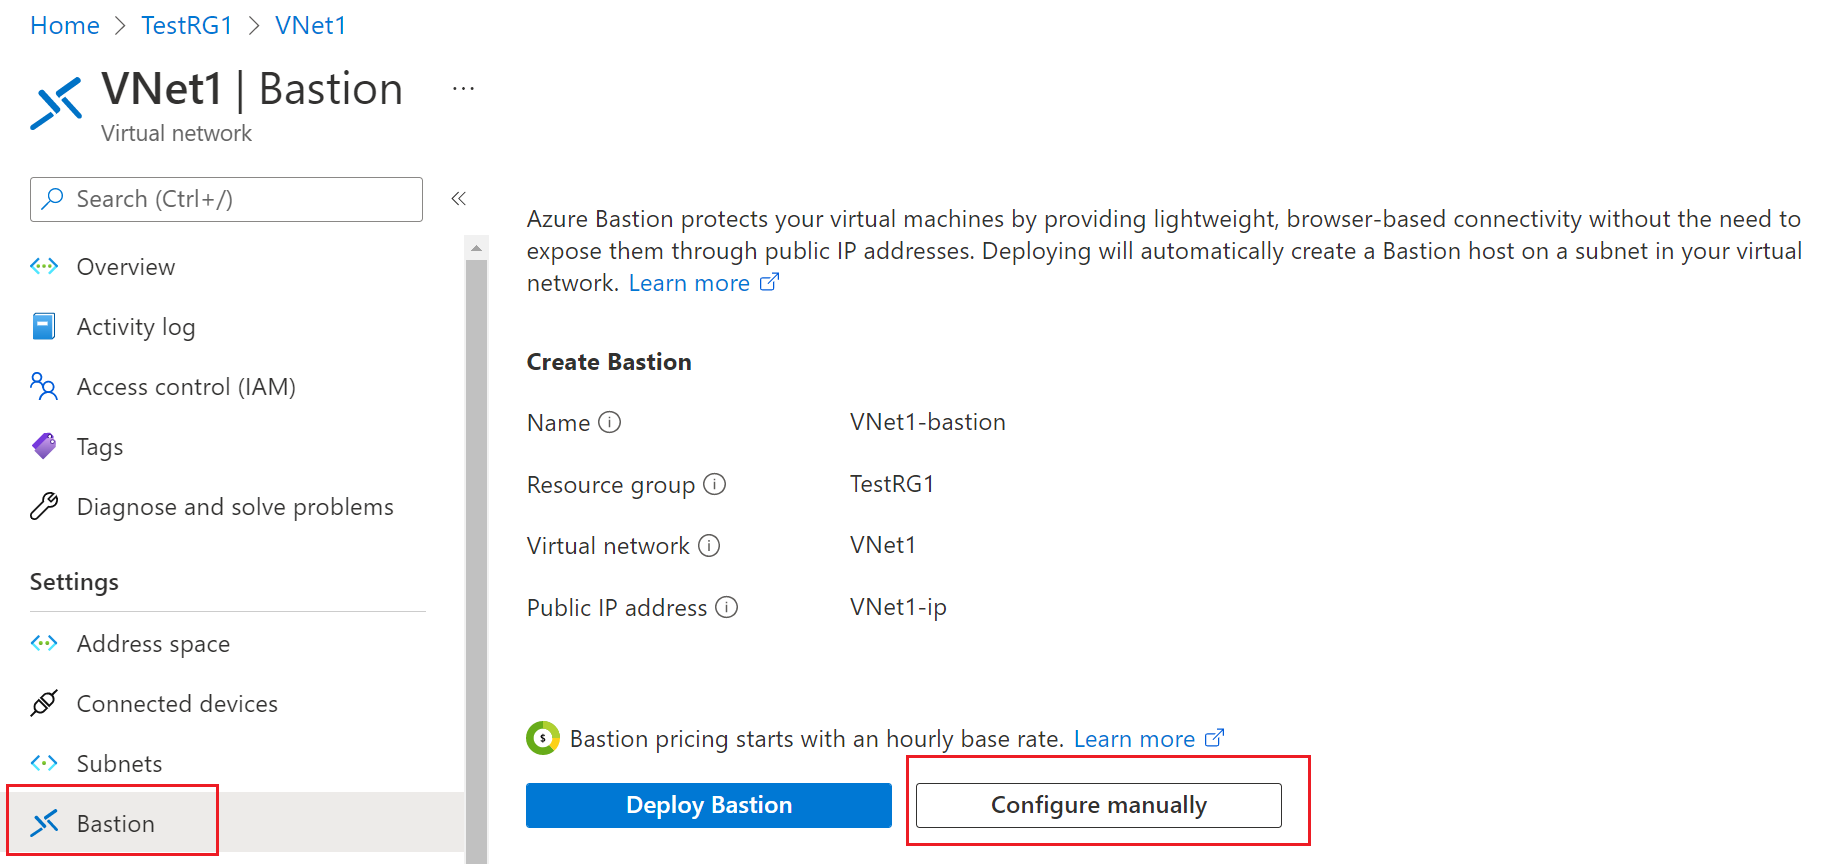 Home > TestRG1 > VNet1
VNet1 | Bastion ...
Virtual network
Search (Ctrl+/) «
Overview
Activity log
Access control (IAM)
Tags
Diagnose and solve problems
Settings
Address space
Connected devices
Subnets
Bastion
Azure Bastion protects your virtual machines by providing lightweight, browser-based connectivity without the need to
expose them through public IP addresses. Deploying will automatically create a Bastion host on a subnet in your virtual
network. Learn more
Create Bastion
Name VNet1-bastion
Resource group TestRG1
Virtual network VNet1
Public IP address VNet1-ip
Bastion pricing starts with an hourly base rate. Learn more
Deploy Bastion
Configure manually